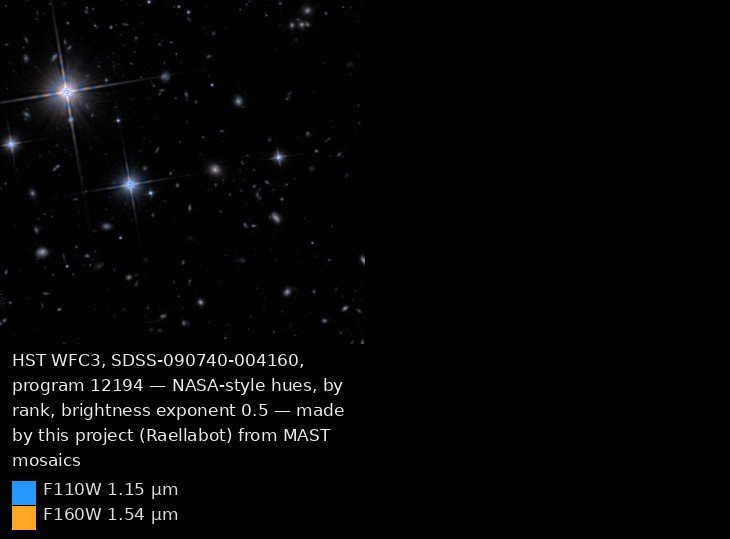 HST WFC3, SDSS-090740-004160,
program 12194 — NASA-style hues, by
rank, brightness exponent 0.5 — made
by this project (Raellabot) from MAST
mosaics
F110W 1.15 µm
F160W 1.54 µm